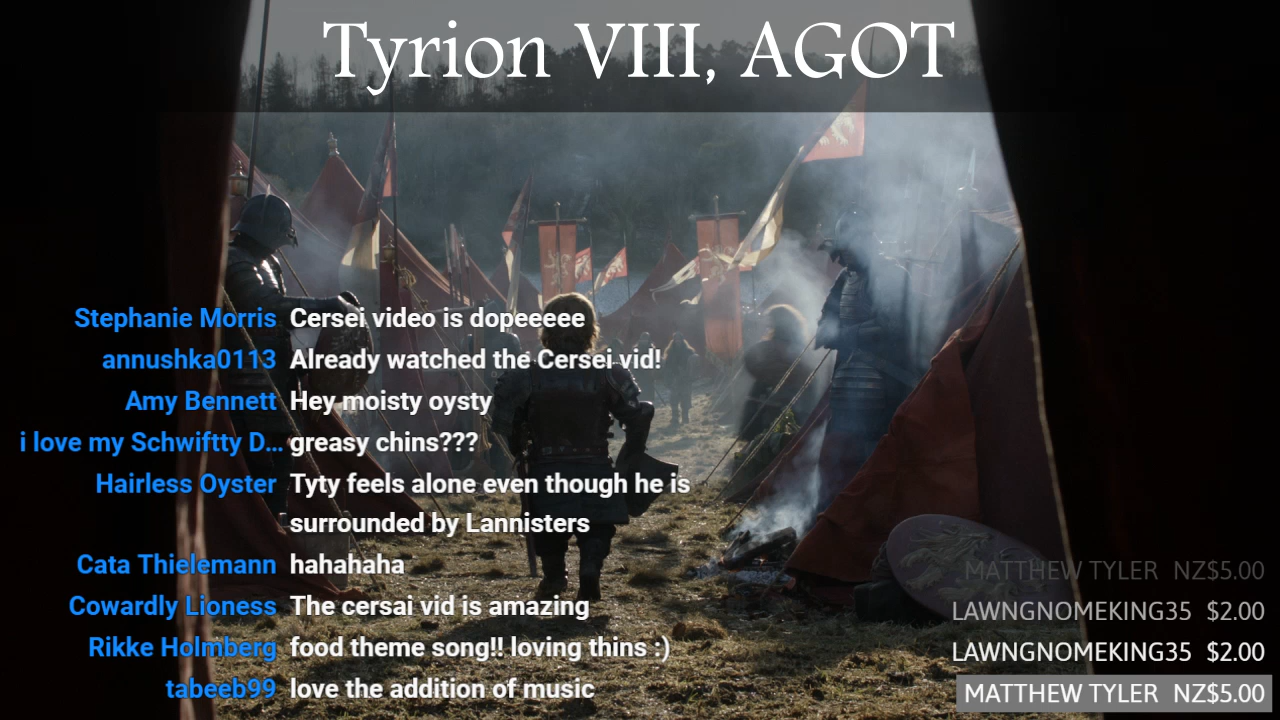 Tyrion VIII, AGOT
Stephanie Morris Cersei video is dopeeeee
annushka0113 Already watched the Cersei vid!
Amy Bennett Hey moisty oysty
i love my Schwiftty D... greasy chins???
Hairless Oyster Tyty feels alone even though he is
surrounded by Lannisters
Cata Thielemann hahahaha
Cowardly Lioness The cersai vid is amazing
Rikke Holmberg food theme song!! loving thins :)
tabeeb99 love the addition of music
MATTHEW TYLER NZ$5.00
LAWNGNOMEKING35 $2.00
LAWNGNOMEKING35 $2.00
MATTHEW TYLER NZ$5.00